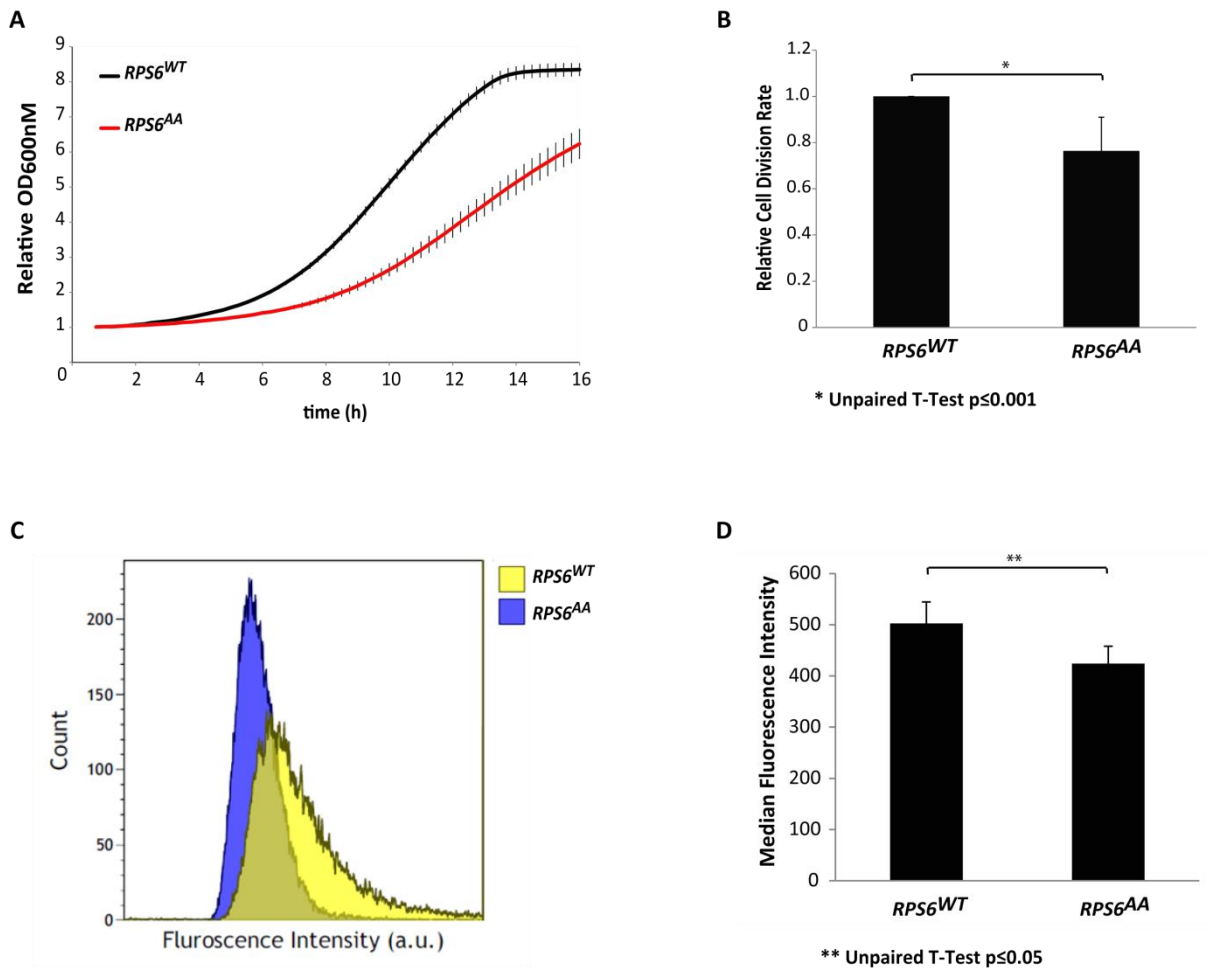 A
RPS6WT
RPS6AA
Relative OD600nM
9
8
7
6
5
4
3
2
1
0
2
4
6
8
10
12
14
16
time (h)
B
*
Relative Cell Division Rate
1.2
1.0
0.8
0.6
0.4
0.2
0
RPS6WT
RPS6AA
* Unpaired T-Test p≤0.001
C
RPS6WT
RPS6AA
Count
200
150
100
50
0
Fluroscence Intensity (a.u.)
D
**
Median Fluorescence Intensity
600
500
400
300
200
100
0
RPS6WT
RPS6AA
** Unpaired T-Test p≤0.05